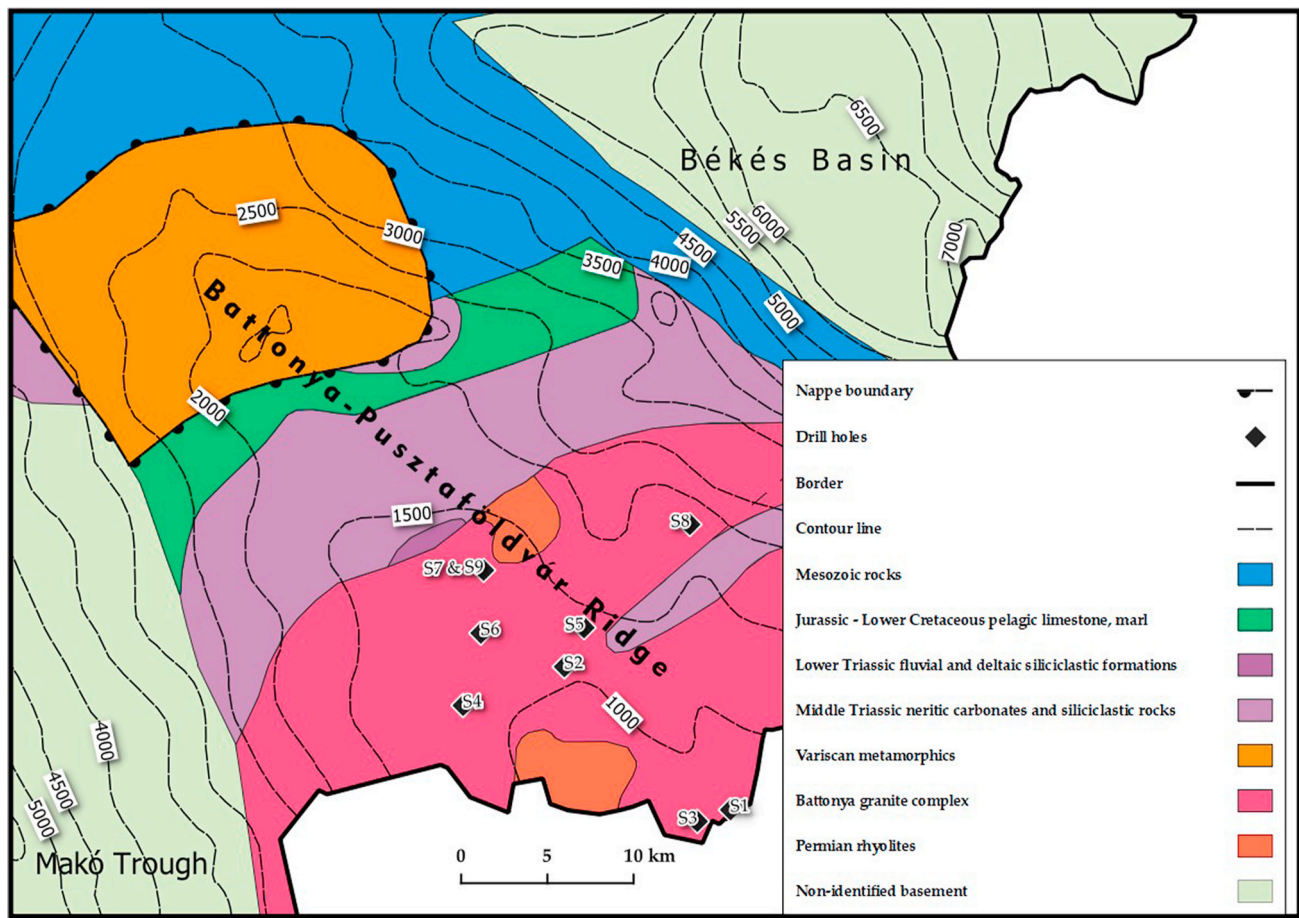 6500
Békés Basin
2500
3000
5500
6000
7000
4500
3500
4000
5000
Battonya-Pusztaföldvár Ridge
2000
1500
S8
S7 & S9
S6
S5
S2
S4
1000
S1
S3
4000
4500
5000
Makó Trough
0 5 10 km
Nappe boundary
Drill holes
Border
Contour line
Mesozoic rocks
Jurassic - Lower Cretaceous pelagic limestone, marl
Lower Triassic fluvial and deltaic siliciclastic formations
Middle Triassic neritic carbonates and siliciclastic rocks
Variscan metamorphics
Battonya granite complex
Permian rhyolites
Non-identified basement